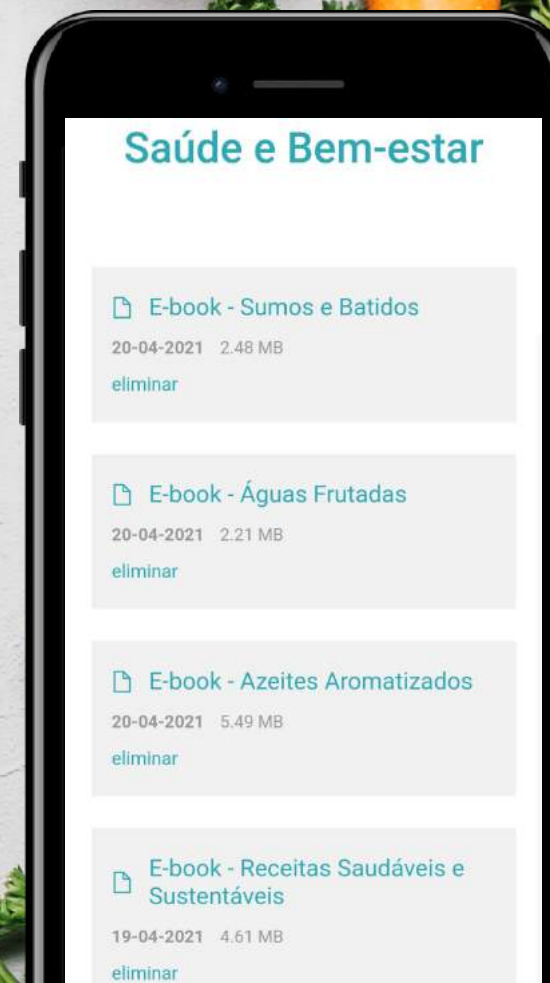 Saúde e Bem-estar
E-book - Sumos e Batidos
20-04-2021 2.48 MB
eliminar
E-book - Águas Frutadas
20-04-2021 2.21 MB
eliminar
E-book - Azeites Aromatizados
20-04-2021 5.49 MB
eliminar
E-book - Receitas Saudáveis e
Sustentáveis
19-04-2021 4.61 MB
eliminar